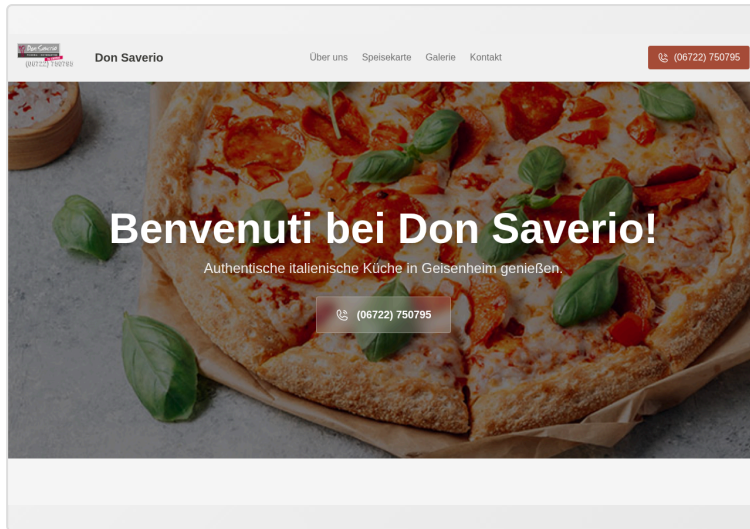 Don Saverio
(06722) 750795
Don Saverio
Über uns
Speisekarte
Galerie
Kontakt
(06722) 750795
Benvenuti bei Don Saverio!
Authentische italienische Küche in Geisenheim genießen.
(06722) 750795